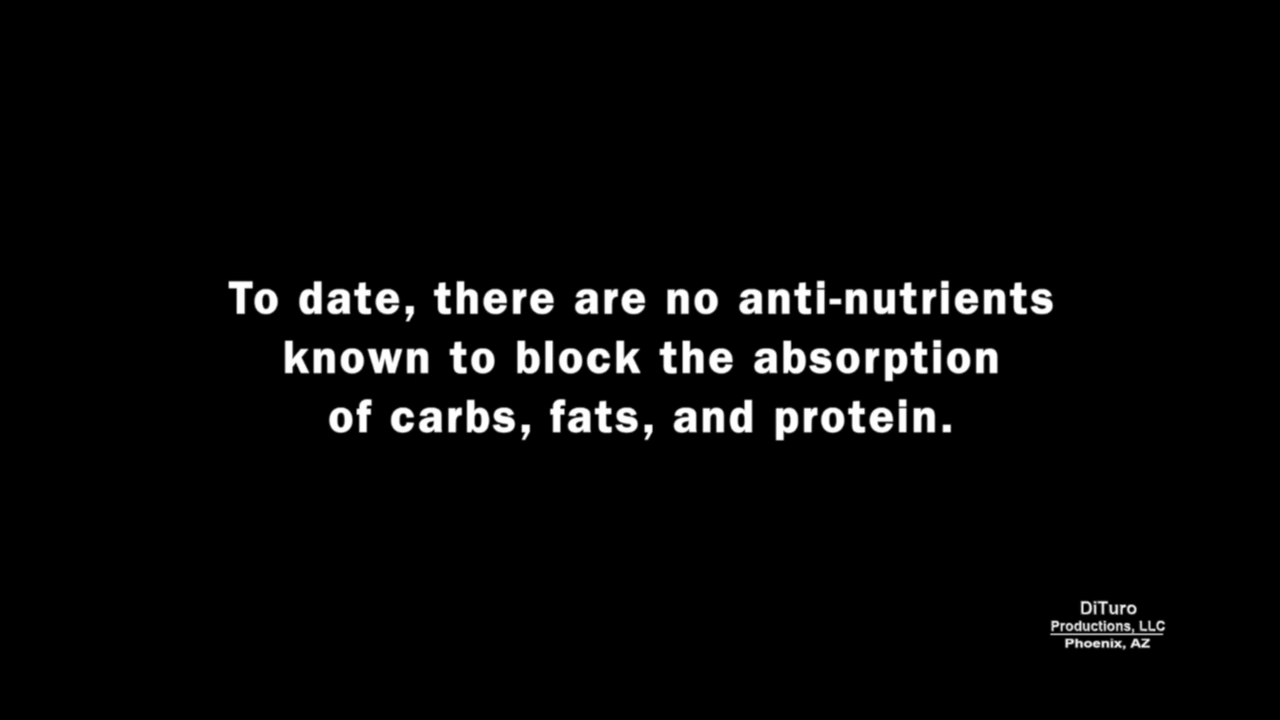 To date, there are no anti-nutrients
known to block the absorption
of carbs, fats, and protein.
DiTuro
Productions, LLC
Phoenix, AZ